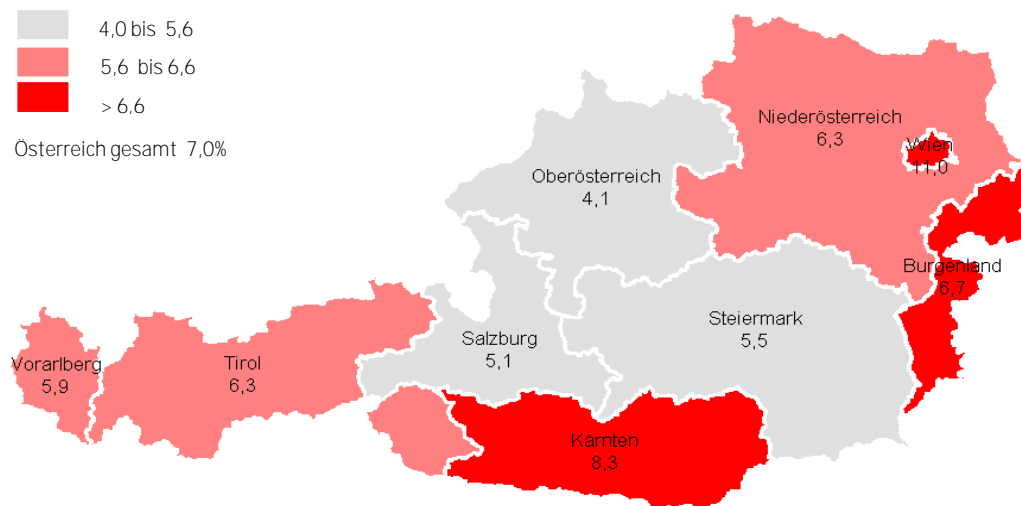 4,0 bis 5,6
5,6 bis 6,6
> 6,6
Österreich gesamt 7,0%
Niederösterreich
6,3
Wien
11,0
Oberösterreich
4,1
Burgenland
6,7
Steiermark
5,5
Salzburg
5,1
Vorarlberg
5,9
Tirol
6,3
Kärnten
8,3